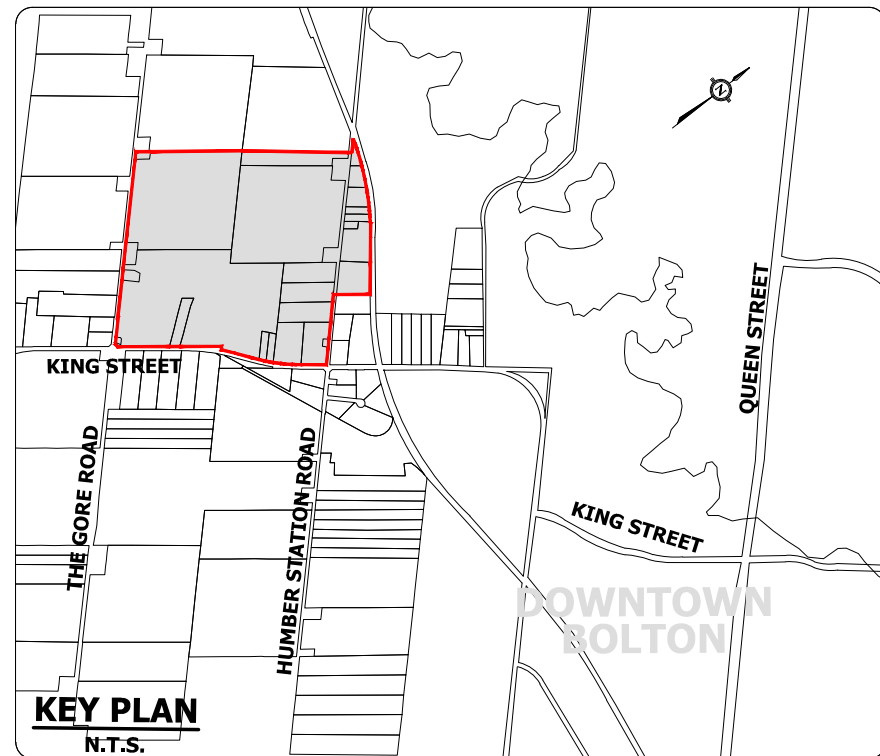 N
QUEEN STREET
KING STREET
THE GORE ROAD
HUMBER STATION ROAD
KING STREET
DOWNTOWN
BOLTON
KEY PLAN
N.T.S.